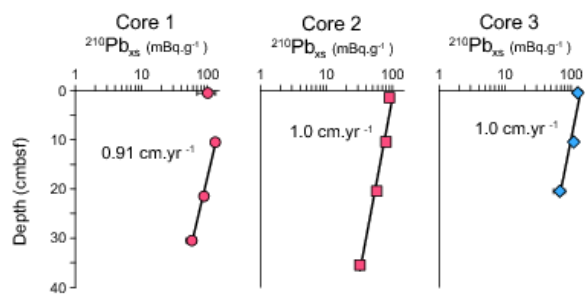 Core 1 Core 2 Core 3
²¹⁰Pbₓₛ (mBq.g⁻¹) ²¹⁰Pbₓₛ (mBq.g⁻¹) ²¹⁰Pbₓₛ (mBq.g⁻¹)
1 10 100 1 10 100 1 10 100
0
10
20
30
40
Depth (cmbsf)
0.91 cm.yr ⁻¹
1.0 cm.yr ⁻¹
1.0 cm.yr ⁻¹